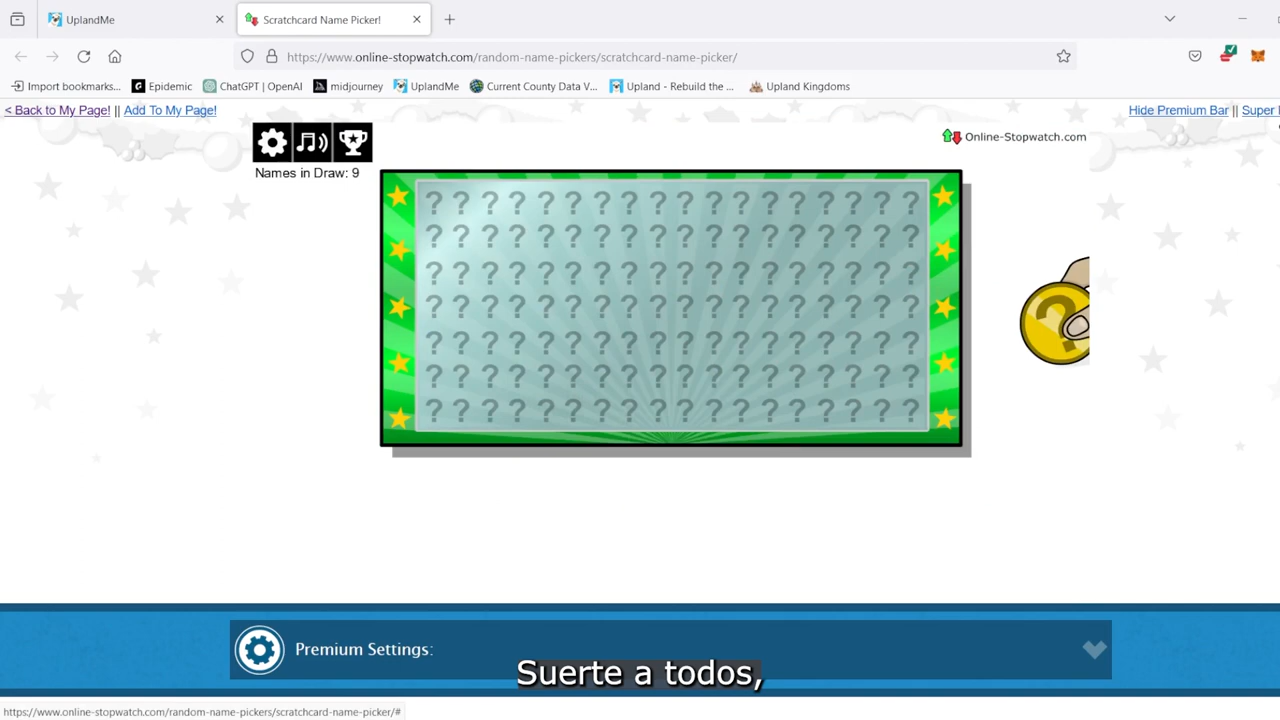 UplandMe
Scratchcard Name Picker!
https://www.online-stopwatch.com/random-name-pickers/scratchcard-name-picker/
Import bookmarks...
Epidemic
ChatGPT | OpenAI
midjourney
UplandMe
Current County Data V...
Upland - Rebuild the ...
Upland Kingdoms
< Back to My Page! || Add To My Page!
Hide Premium Bar || Super
Online-Stopwatch.com
Names in Draw: 9
? ? ? ? ? ? ? ? ? ? ? ? ? ? ? ? ? ?
? ? ? ? ? ? ? ? ? ? ? ? ? ? ? ? ? ?
? ? ? ? ? ? ? ? ? ? ? ? ? ? ? ? ? ?
? ? ? ? ? ? ? ? ? ? ? ? ? ? ? ? ? ?
? ? ? ? ? ? ? ? ? ? ? ? ? ? ? ? ? ?
? ? ? ? ? ? ? ? ? ? ? ? ? ? ? ? ? ?
? ? ? ? ? ? ? ? ? ? ? ? ? ? ? ? ? ?
?
Premium Settings:
Suerte a todos,
https://www.online-stopwatch.com/random-name-pickers/scratchcard-name-picker/#